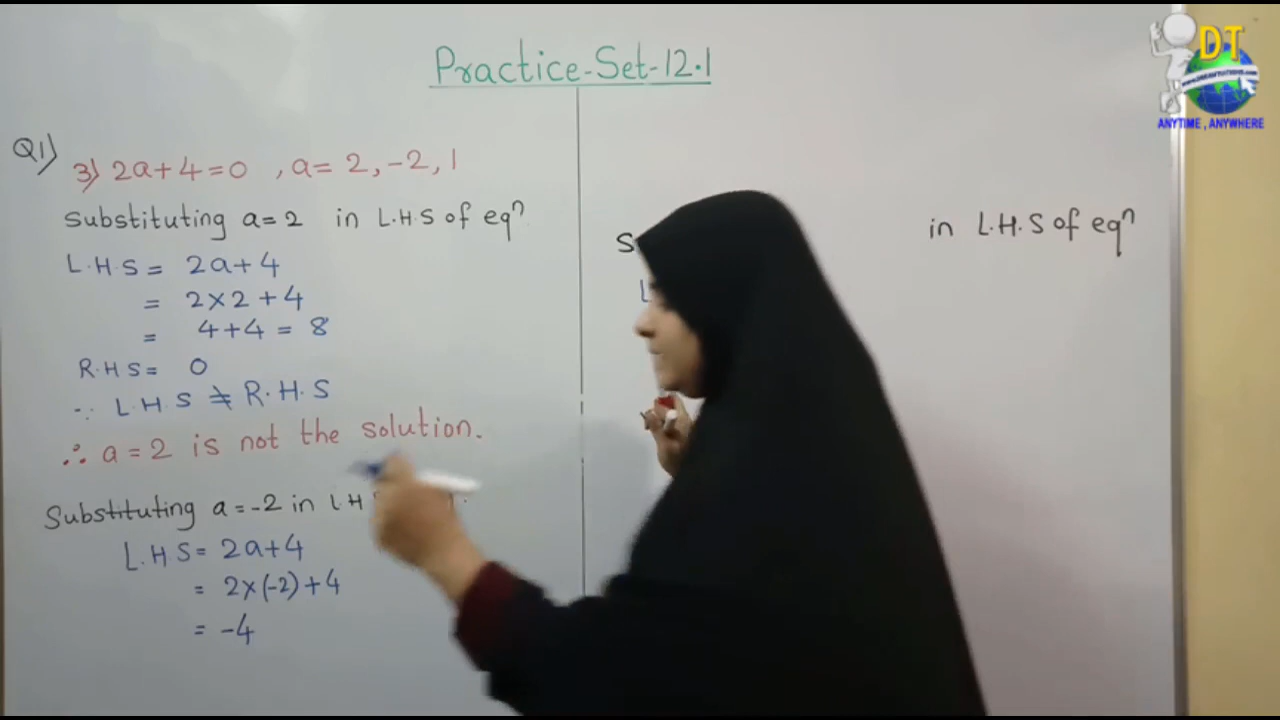 Practice-Set-12.1
Q1)
3) 2a+4=0 , a= 2, -2, 1
Substituting a=2 in L.H.S of eqⁿ
L.H.S = 2a+4
= 2×2+4
= 4+4 = 8
R.H.S = 0
∵ L.H.S ≠ R.H.S
∴ a=2 is not the solution.
Substituting a=-2 in L.H
L.H.S= 2a+4
= 2×(-2)+4
= -4
in L.H.S of eqⁿ
DT
ANYTIME , ANYWHERE